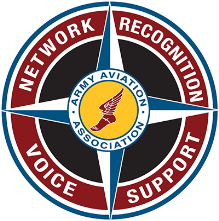 NETWORK
RECOGNITION
VOICE
SUPPORT
ARMY AVIATION
ASSOCIATION